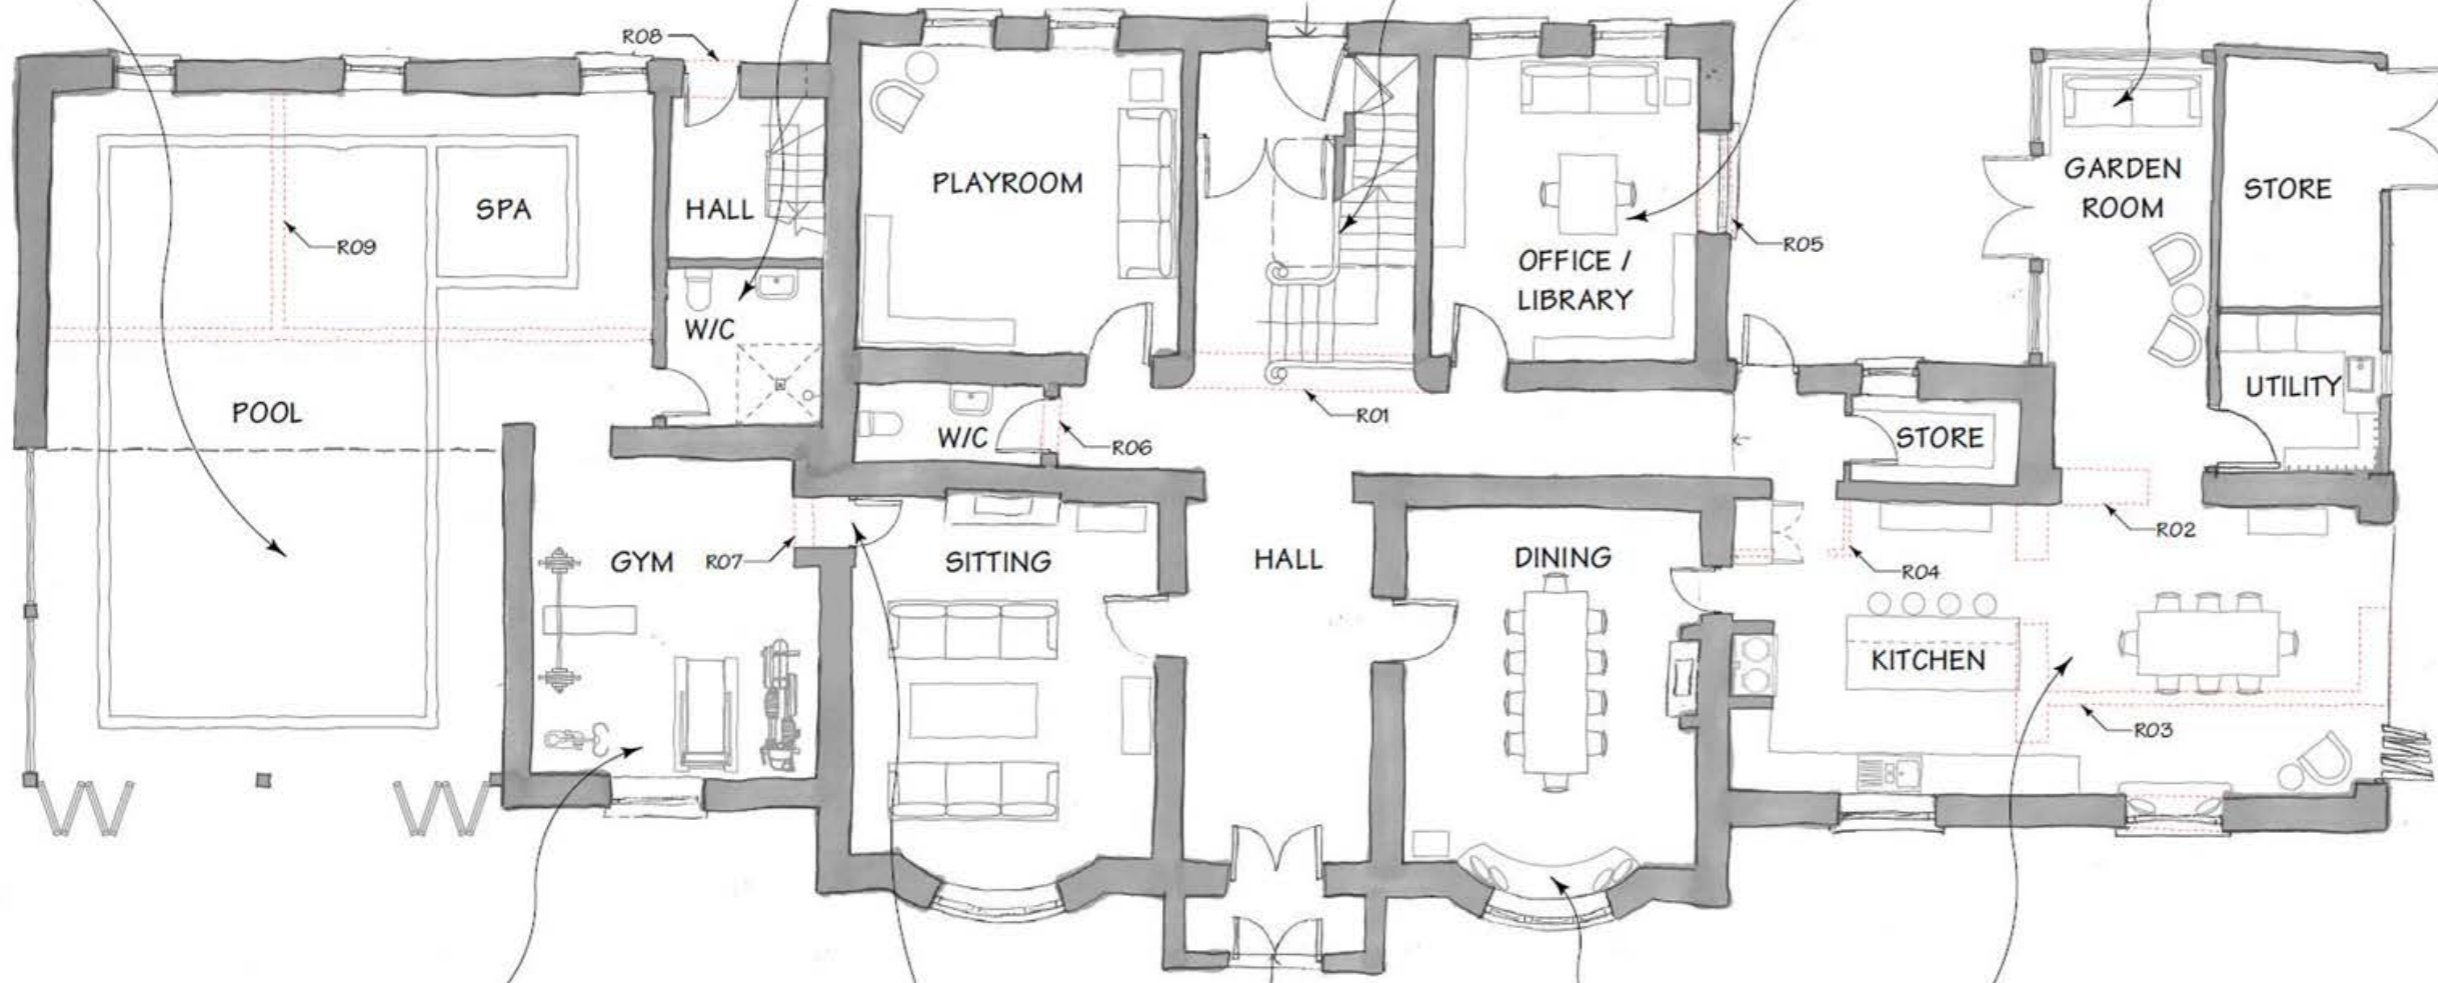 R08
PLAYROOM
SPA
HALL
R09
GARDEN
ROOM
STORE
R05
OFFICE /
LIBRARY
W/C
UTILITY
POOL
R01
W/C
R06
STORE
R02
GYM
R07
SITTING
HALL
DINING
R04
KITCHEN
R03